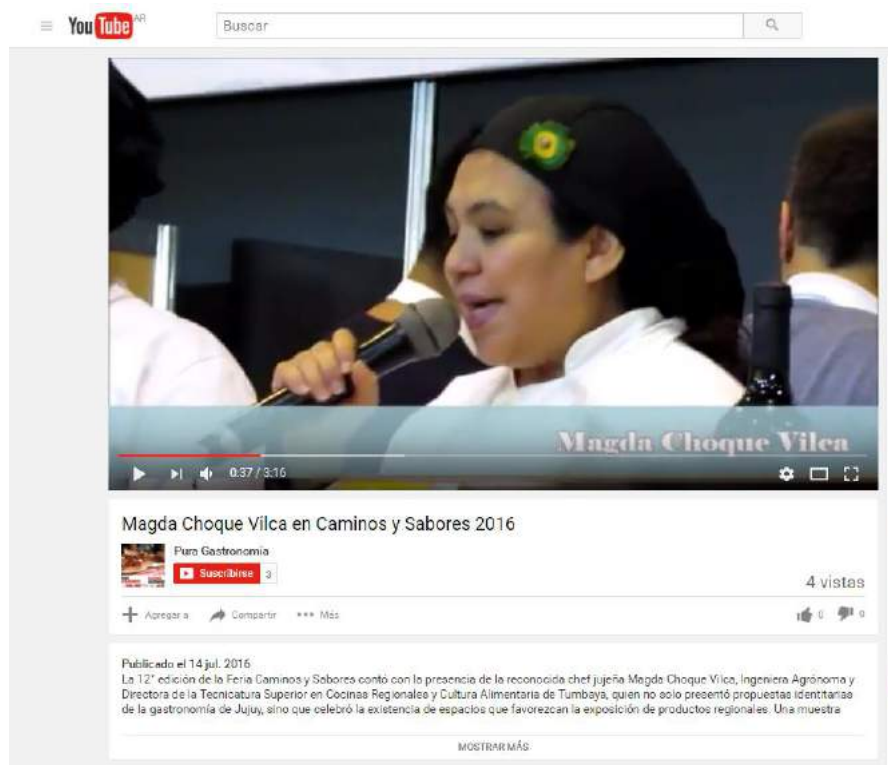 YouTube AR
Buscar
Magda Choque Vilca
0:37 / 3:16
Magda Choque Vilca en Caminos y Sabores 2016
Pura Gastronomía
Suscribirse 3
4 vistas
Agregar a Compartir Más
0 0
Publicado el 14 jul. 2016
La 12° edición de la Feria Caminos y Sabores contó con la presencia de la reconocida chef jujeña Magda Choque Vilca, Ingeniera Agrónoma y
Directora de la Tecnicatura Superior en Cocinas Regionales y Cultura Alimentaria de Tumbaya, quien no solo presentó propuestas identitarias
de la gastronomía de Jujuy, sino que celebró la existencia de espacios que favorezcan la exposición de productos regionales. Una muestra
MOSTRAR MÁS